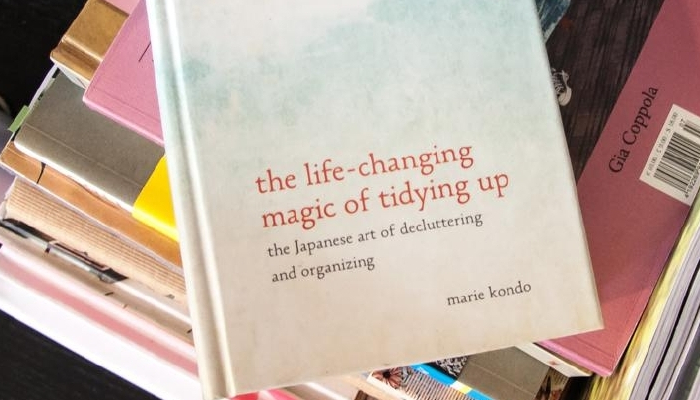 the life-changing
magic of tidying up
the Japanese art of decluttering
and organizing
marie kondo
Gia Coppola